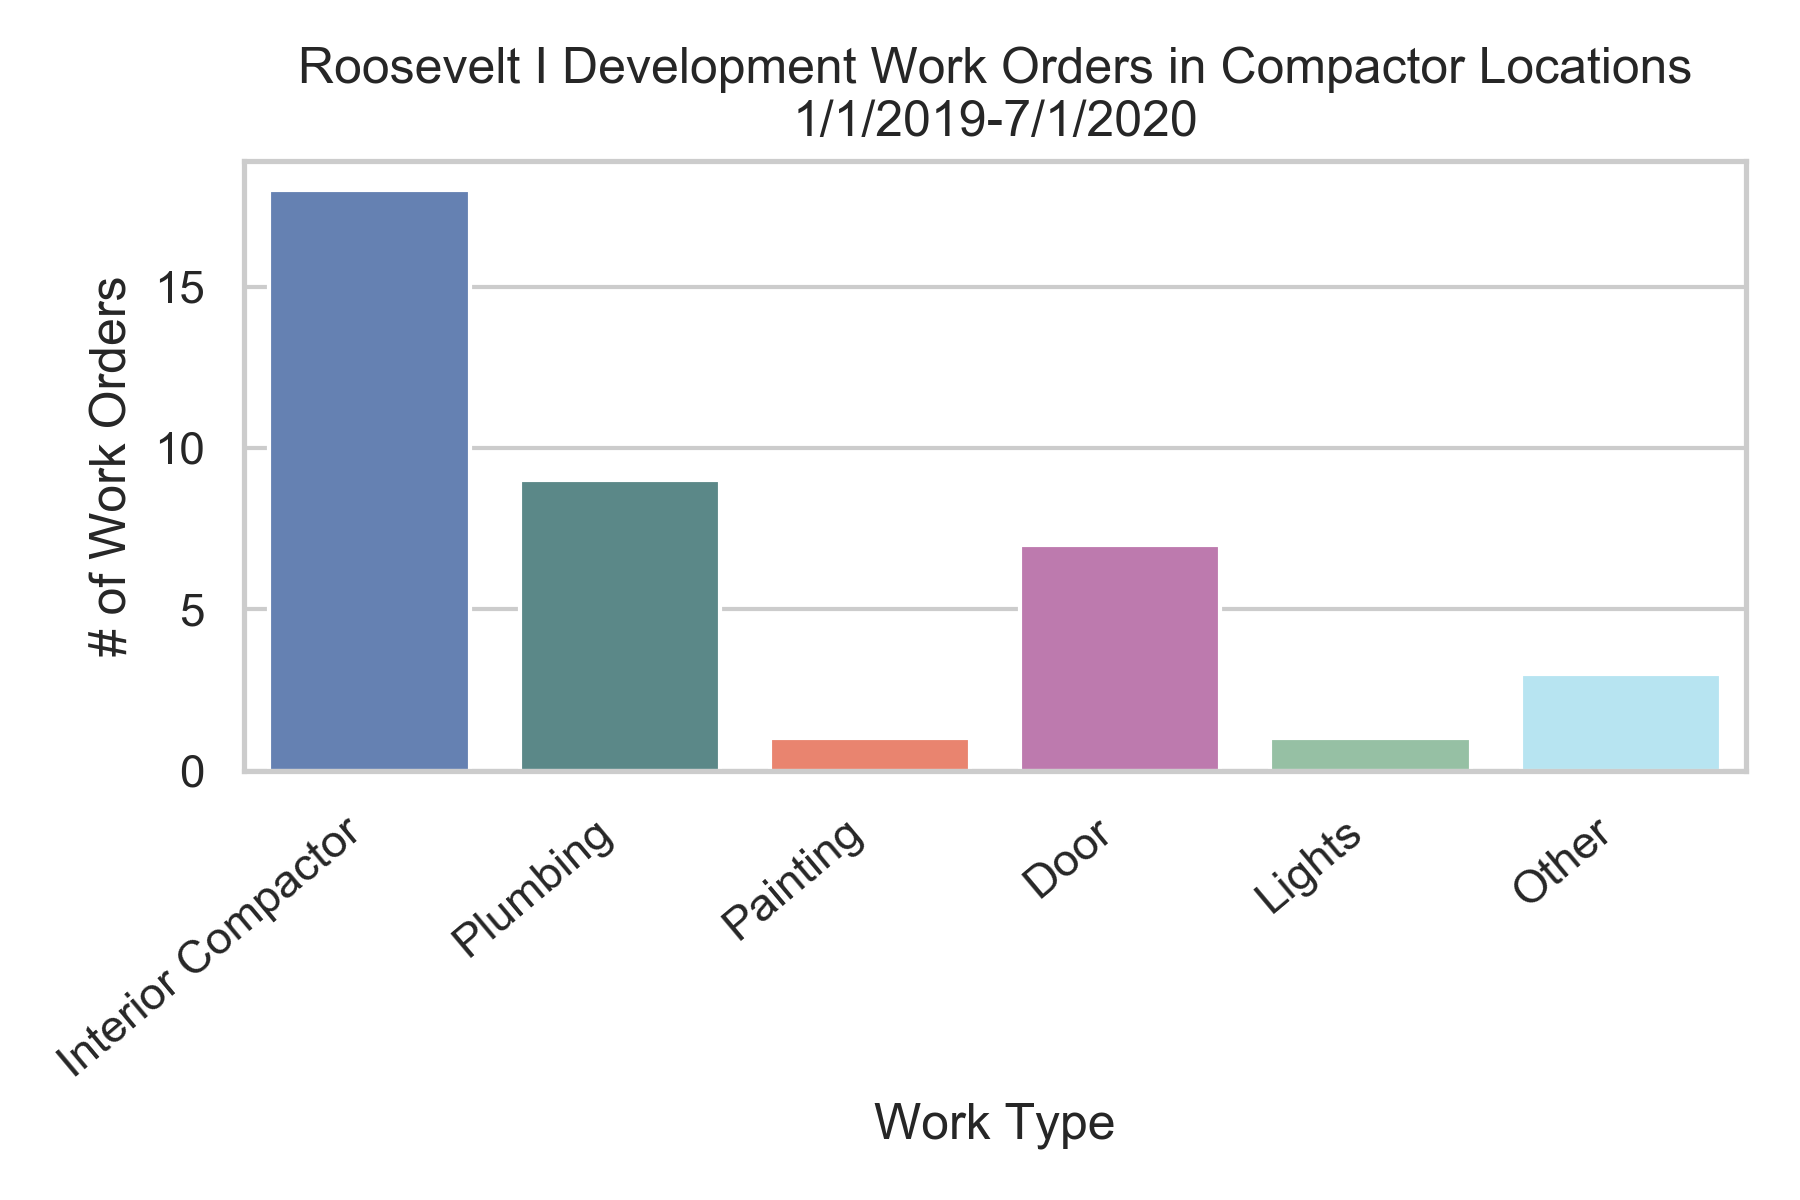 Roosevelt I Development Work Orders in Compactor Locations
1/1/2019-7/1/2020
# of Work Orders
15
10
5
0
Interior Compactor
Plumbing
Painting
Door
Lights
Other
Work Type